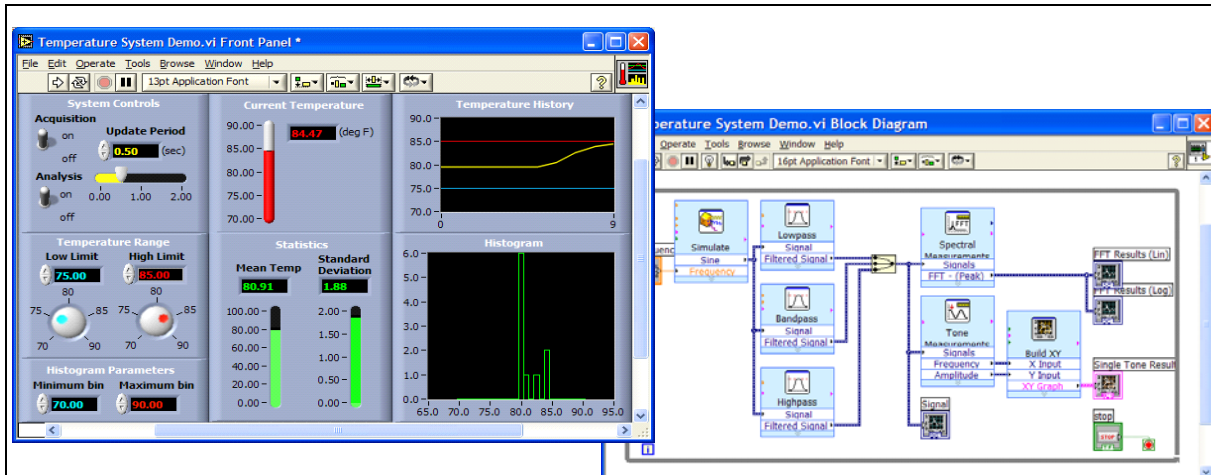 Temperature System Demo.vi Front Panel *
File Edit Operate Tools Browse Window Help
13pt Application Font
System Controls
Acquisition
on
off
Update Period
0.50 (sec)
Analysis
on
off
0.00 1.00 2.00
Current Temperature
90.00
85.00
80.00
75.00
70.00
84.47 (deg F)
Temperature History
90.0
85.0
80.0
75.0
70.0
0 9
Temperature Range
Low Limit High Limit
75.00 85.00
80 80
75 85 75 85
70 90 70 90
Statistics
Mean Temp
80.91
Standard
Deviation
1.88
100.00 2.00
80.00 1.50
60.00 1.00
40.00 0.50
20.00 0.00
0.00
Histogram
6.0
5.0
4.0
3.0
2.0
1.0
0.0
65.0 70.0 75.0 80.0 85.0 90.0 95.0
Histogram Parameters
Minimum bin Maximum bin
70.00 90.00
perature System Demo.vi Block Diagram
Operate Tools Browse Window Help
16pt Application Font
Simulate
Sine
Frequency
Lowpass
Signal
Filtered Signal
Bandpass
Signal
Filtered Signal
Highpass
Signal
Filtered Signal
FFT
Spectral
Measurements
Signals
FFT - (Peak)
Tone
Measurements
Signals
Frequency
Amplitude
Build XY
X Input
Y Input
XY Graph
FFT Results (Lin)
FFT Results (Log)
Single Tone Result
Signal
stop
STOP
i